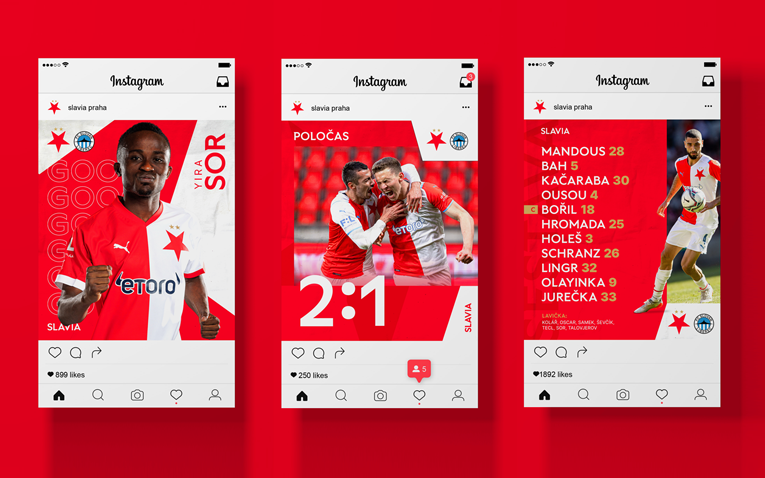 Instagram
slavia praha
GOO
GOO
GOO
GO
YIRA
SOR
eToro
SLAVIA
899 likes
Instagram
3
slavia praha
POLOČAS
2:1
SLAVIA
5
250 likes
Instagram
slavia praha
SLAVIA
MANDOUS 28
BAH 5
KAČARABA 30
OUSOU 4
C BOŘIL 18
HROMADA 25
HOLEŠ 3
SCHRANZ 26
LINGR 32
OLAYINKA 9
JUREČKA 33
LAVIČKA:
KOLÁŘ, OSCAR, SAMEK, ŠEVČÍK,
TECL, SOR, TALOVJEROV
1892 likes